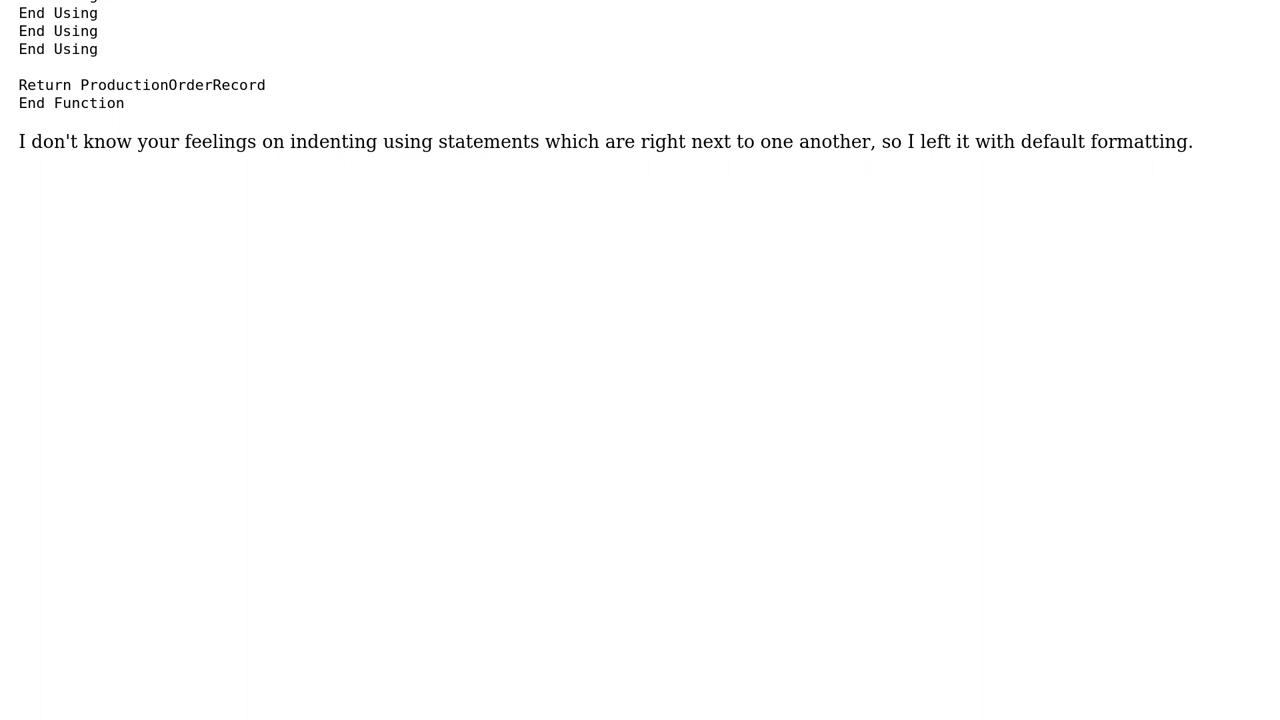 End Using
End Using
End Using
Return ProductionOrderRecord
End Function
I don't know your feelings on indenting using statements which are right next to one another, so I left it with default formatting.